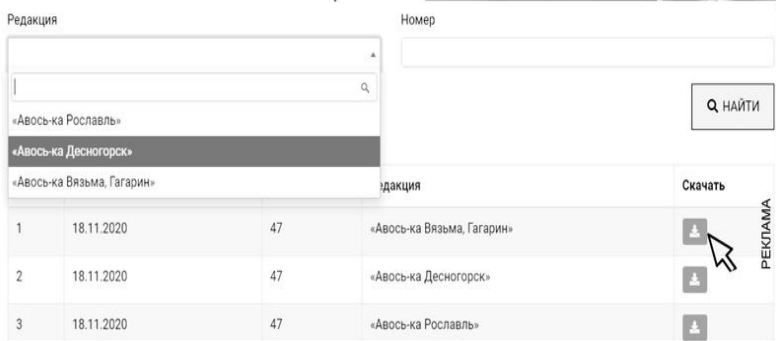 Редакция
Номер
«Авось-ка Рославль»
«Авось-ка Десногорск»
«Авось-ка Вязьма, Гагарин»
НАЙТИ
едакция
Скачать
1 18.11.2020 47 «Авось-ка Вязьма, Гагарин»
2 18.11.2020 47 «Авось-ка Десногорск»
3 18.11.2020 47 «Авось-ка Рославль»
РЕКЛАМА